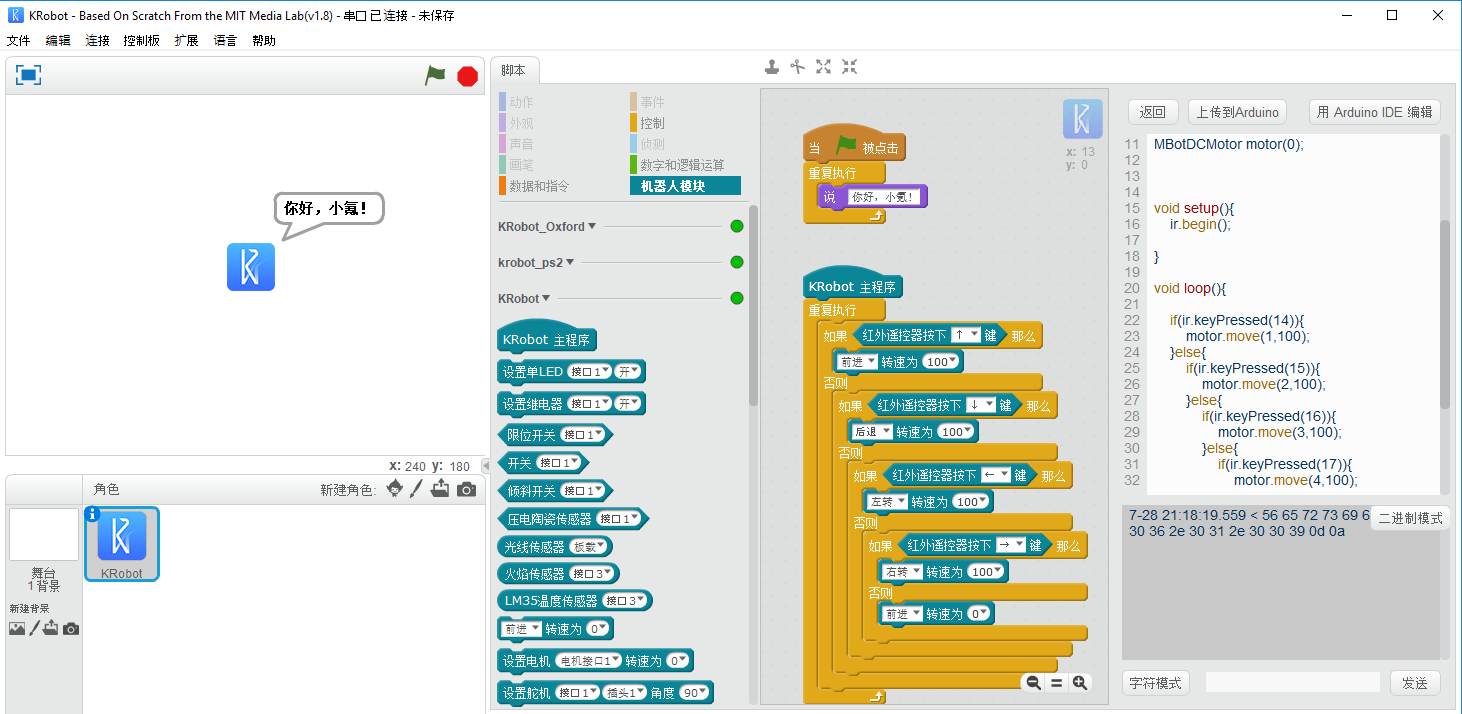 KRobot - Based On Scratch From the MIT Media Lab(v1.8) - 串口 已 连接 - 未保存
文件 编辑 连接 控制板 扩展 语言 帮助
你好，小氪！
x: 240 y: 180
角色
新建角色:
KRobot
舞台
1 背景
新建背景
脚本
动作
事件
外观
控制
声音
侦测
画笔
数字和逻辑运算
数据和指令
机器人模块
KRobot_Oxford
krobot_ps2
KRobot
KRobot 主程序
设置单LED 接口1 开
设置继电器 接口1 开
限位开关 接口1
开关 接口1
倾斜开关 接口1
压电陶瓷传感器 接口1
光线传感器 板载
火焰传感器 接口3
LM35温度传感器 接口3
前进 转速为 0
设置电机 电机接口1 转速为 0
设置舵机 接口1 插头1 角度 90
x: 13
y: 0
当 被点击
重复执行
说 你好，小氪！
KRobot 主程序
重复执行
如果 红外遥控器按下 ↑ 键 那么
前进 转速为 100
否则
如果 红外遥控器按下 ↓ 键 那么
后退 转速为 100
否则
如果 红外遥控器按下 ← 键 那么
左转 转速为 100
否则
如果 红外遥控器按下 → 键 那么
右转 转速为 100
否则
前进 转速为 0
返回 上传到Arduino 用 Arduino IDE 编辑
11 MBotDCMotor motor(0);
12
13
14
15 void setup(){
16 ir.begin();
17
18 }
19
20 void loop(){
21
22 if(ir.keyPressed(14)){
23 motor.move(1,100);
24 }else{
25 if(ir.keyPressed(15)){
26 motor.move(2,100);
27 }else{
28 if(ir.keyPressed(16)){
29 motor.move(3,100);
30 }else{
31 if(ir.keyPressed(17)){
32 motor.move(4,100);
7-28 21:18:19.559 < 56 65 72 73 69 6
30 36 2e 30 31 2e 30 30 39 0d 0a
二进制模式
字符模式
发送